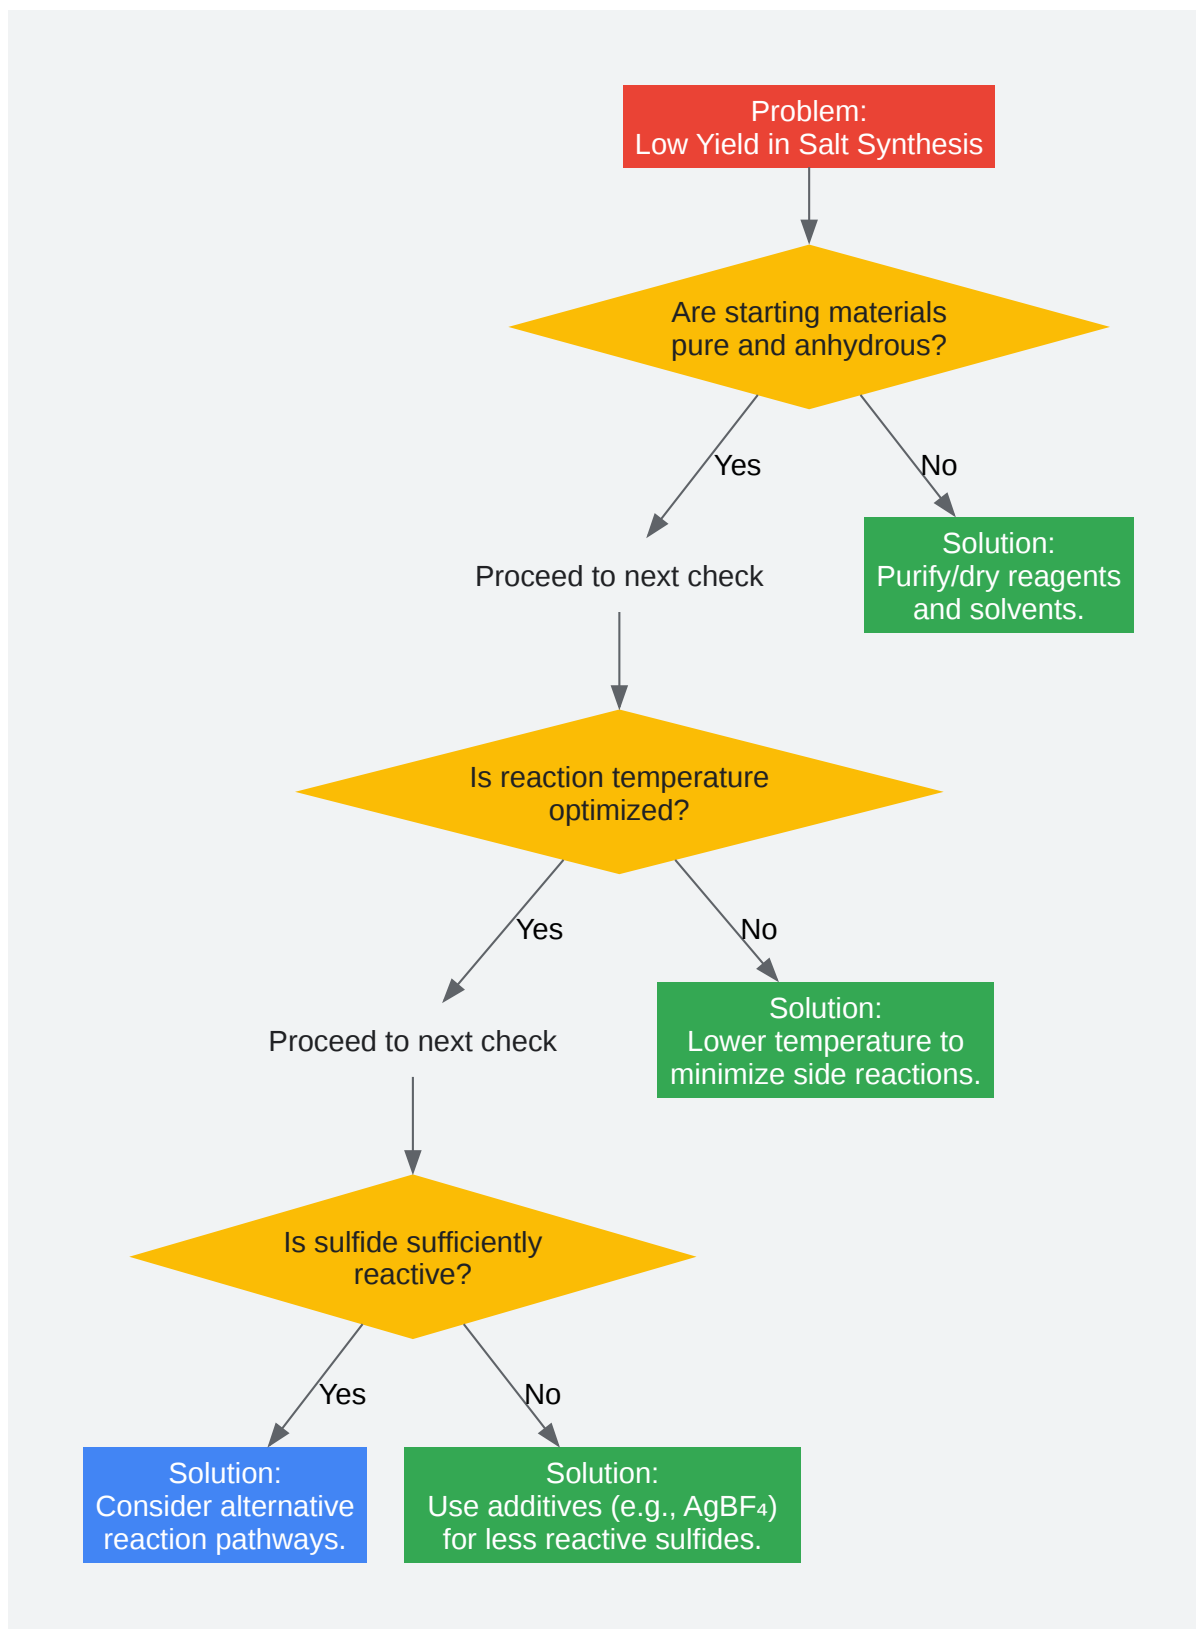 Problem:
Low Yield in Salt Synthesis
Are starting materials
pure and anhydrous?
Yes
No
Proceed to next check
Solution:
Purify/dry reagents
and solvents.
Is reaction temperature
optimized?
Yes
No
Proceed to next check
Solution:
Lower temperature to
minimize side reactions.
Is sulfide sufficiently
reactive?
Yes
No
Solution:
Consider alternative
reaction pathways.
Solution:
Use additives (e.g., AgBF₄)
for less reactive sulfides.